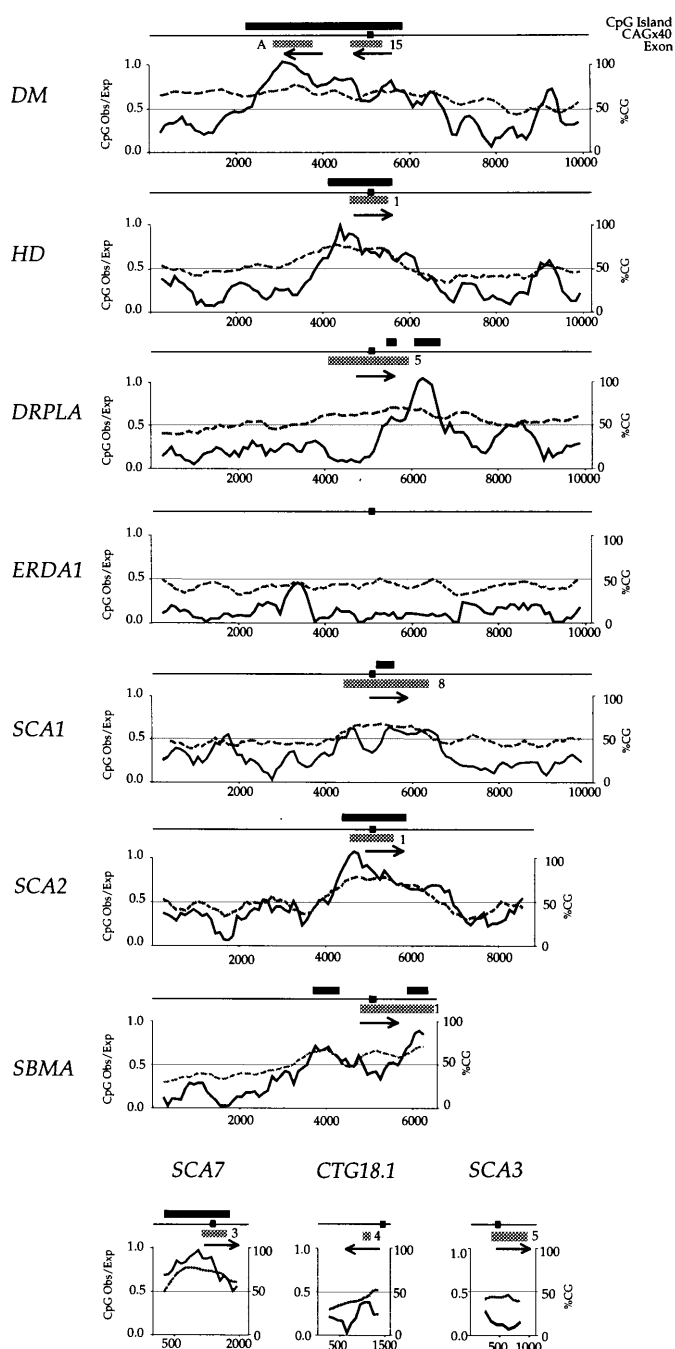 CpG Island
CAGx40
Exon
A 15
DM
CpG Obs/Exp
1.0 0.5 0.0
100 50 0
%CG
2000 4000 6000 8000 10000
1
HD
CpG Obs/Exp
1.0 0.5 0.0
100 50 0
%CG
2000 4000 6000 8000 10000
5
DRPLA
CpG Obs/Exp
1.0 0.5 0.0
100 50 0
%CG
2000 4000 6000 8000 10000
ERDA1
CpG Obs/Exp
1.0 0.5 0.0
100 50 0
%CG
2000 4000 6000 8000 10000
8
SCA1
CpG Obs/Exp
1.0 0.5 0.0
100 50 0
%CG
2000 4000 6000 8000 10000
1
SCA2
CpG Obs/Exp
1.0 0.5 0.0
100 50 0
%CG
2000 4000 6000 8000
1
SBMA
CpG Obs/Exp
1.0 0.5 0.0
100 50 0
%CG
2000 4000 6000
SCA7 CTG18.1 SCA3
3 4 5
CpG Obs/Exp
1.0 0.5 0.0
100 50 0
500 2000
1.0 0.5 0.0
100 50 0
500 1500
1.0 0.5 0.0
100 50 0
%CG
500 1000